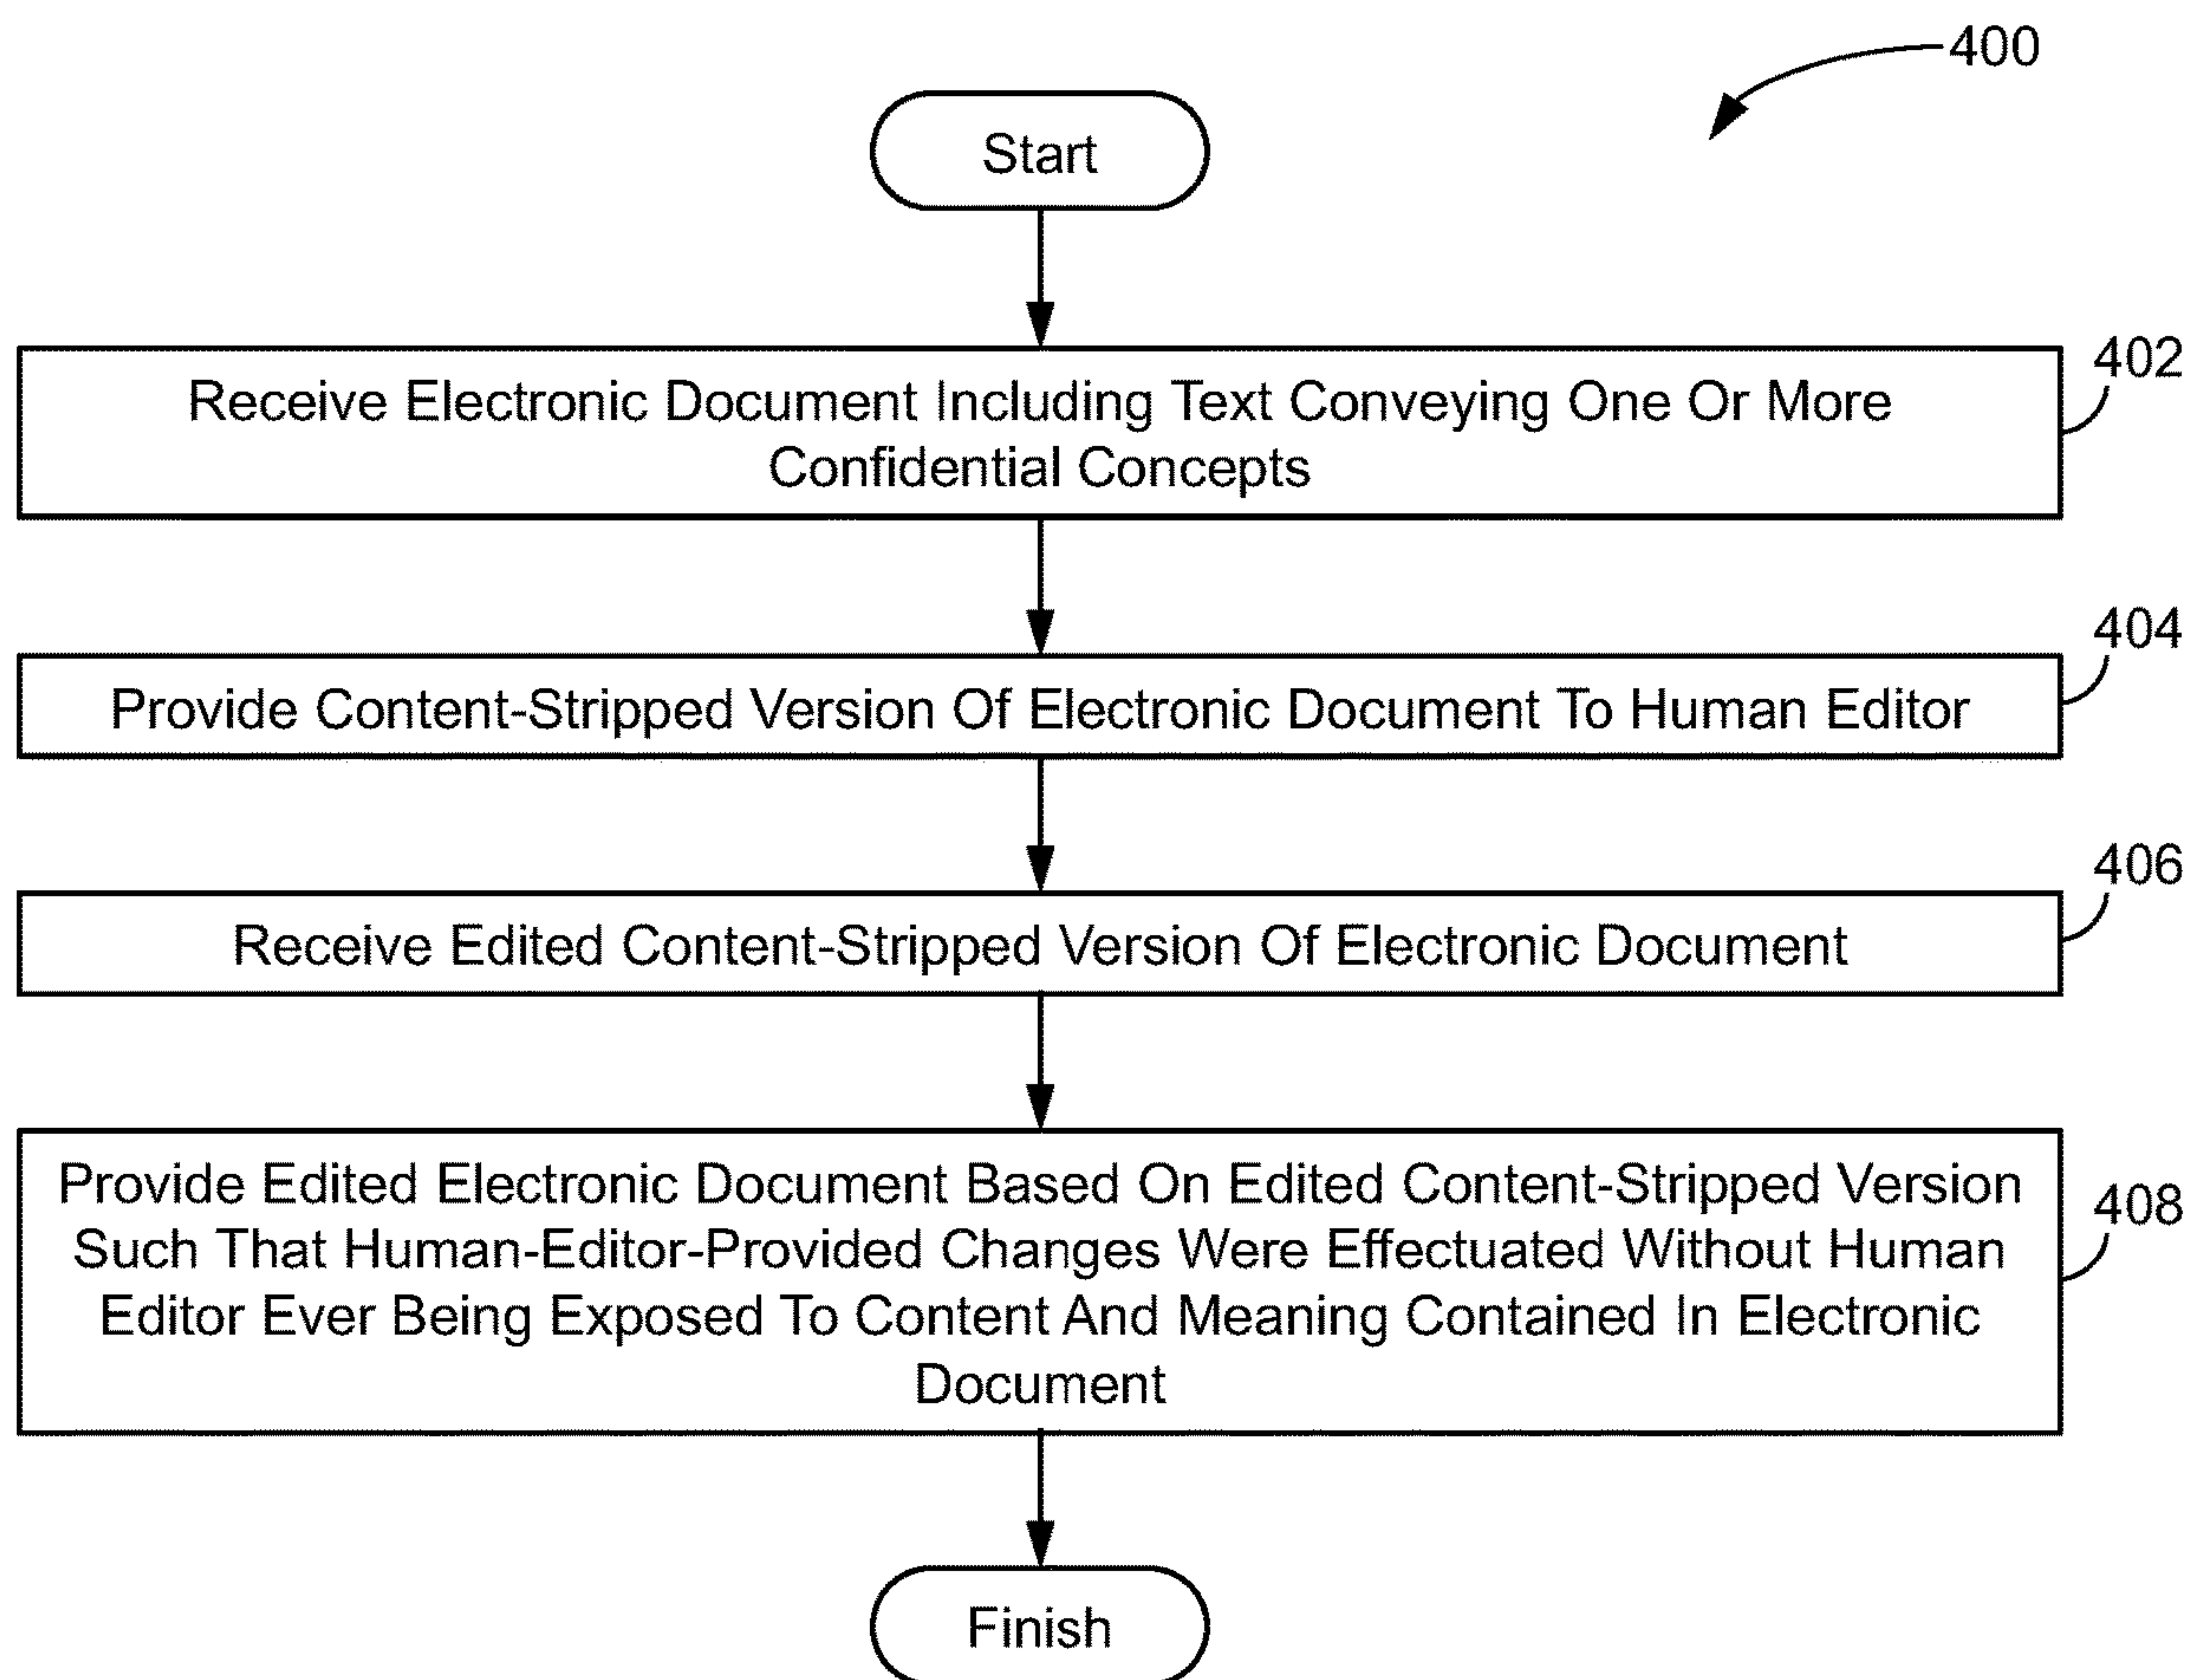 400
Start
402
Receive Electronic Document Including Text Conveying One Or More
Confidential Concepts
404
Provide Content-Stripped Version Of Electronic Document To Human Editor
406
Receive Edited Content-Stripped Version Of Electronic Document
408
Provide Edited Electronic Document Based On Edited Content-Stripped Version
Such That Human-Editor-Provided Changes Were Effectuated Without Human
Editor Ever Being Exposed To Content And Meaning Contained In Electronic
Document
Finish